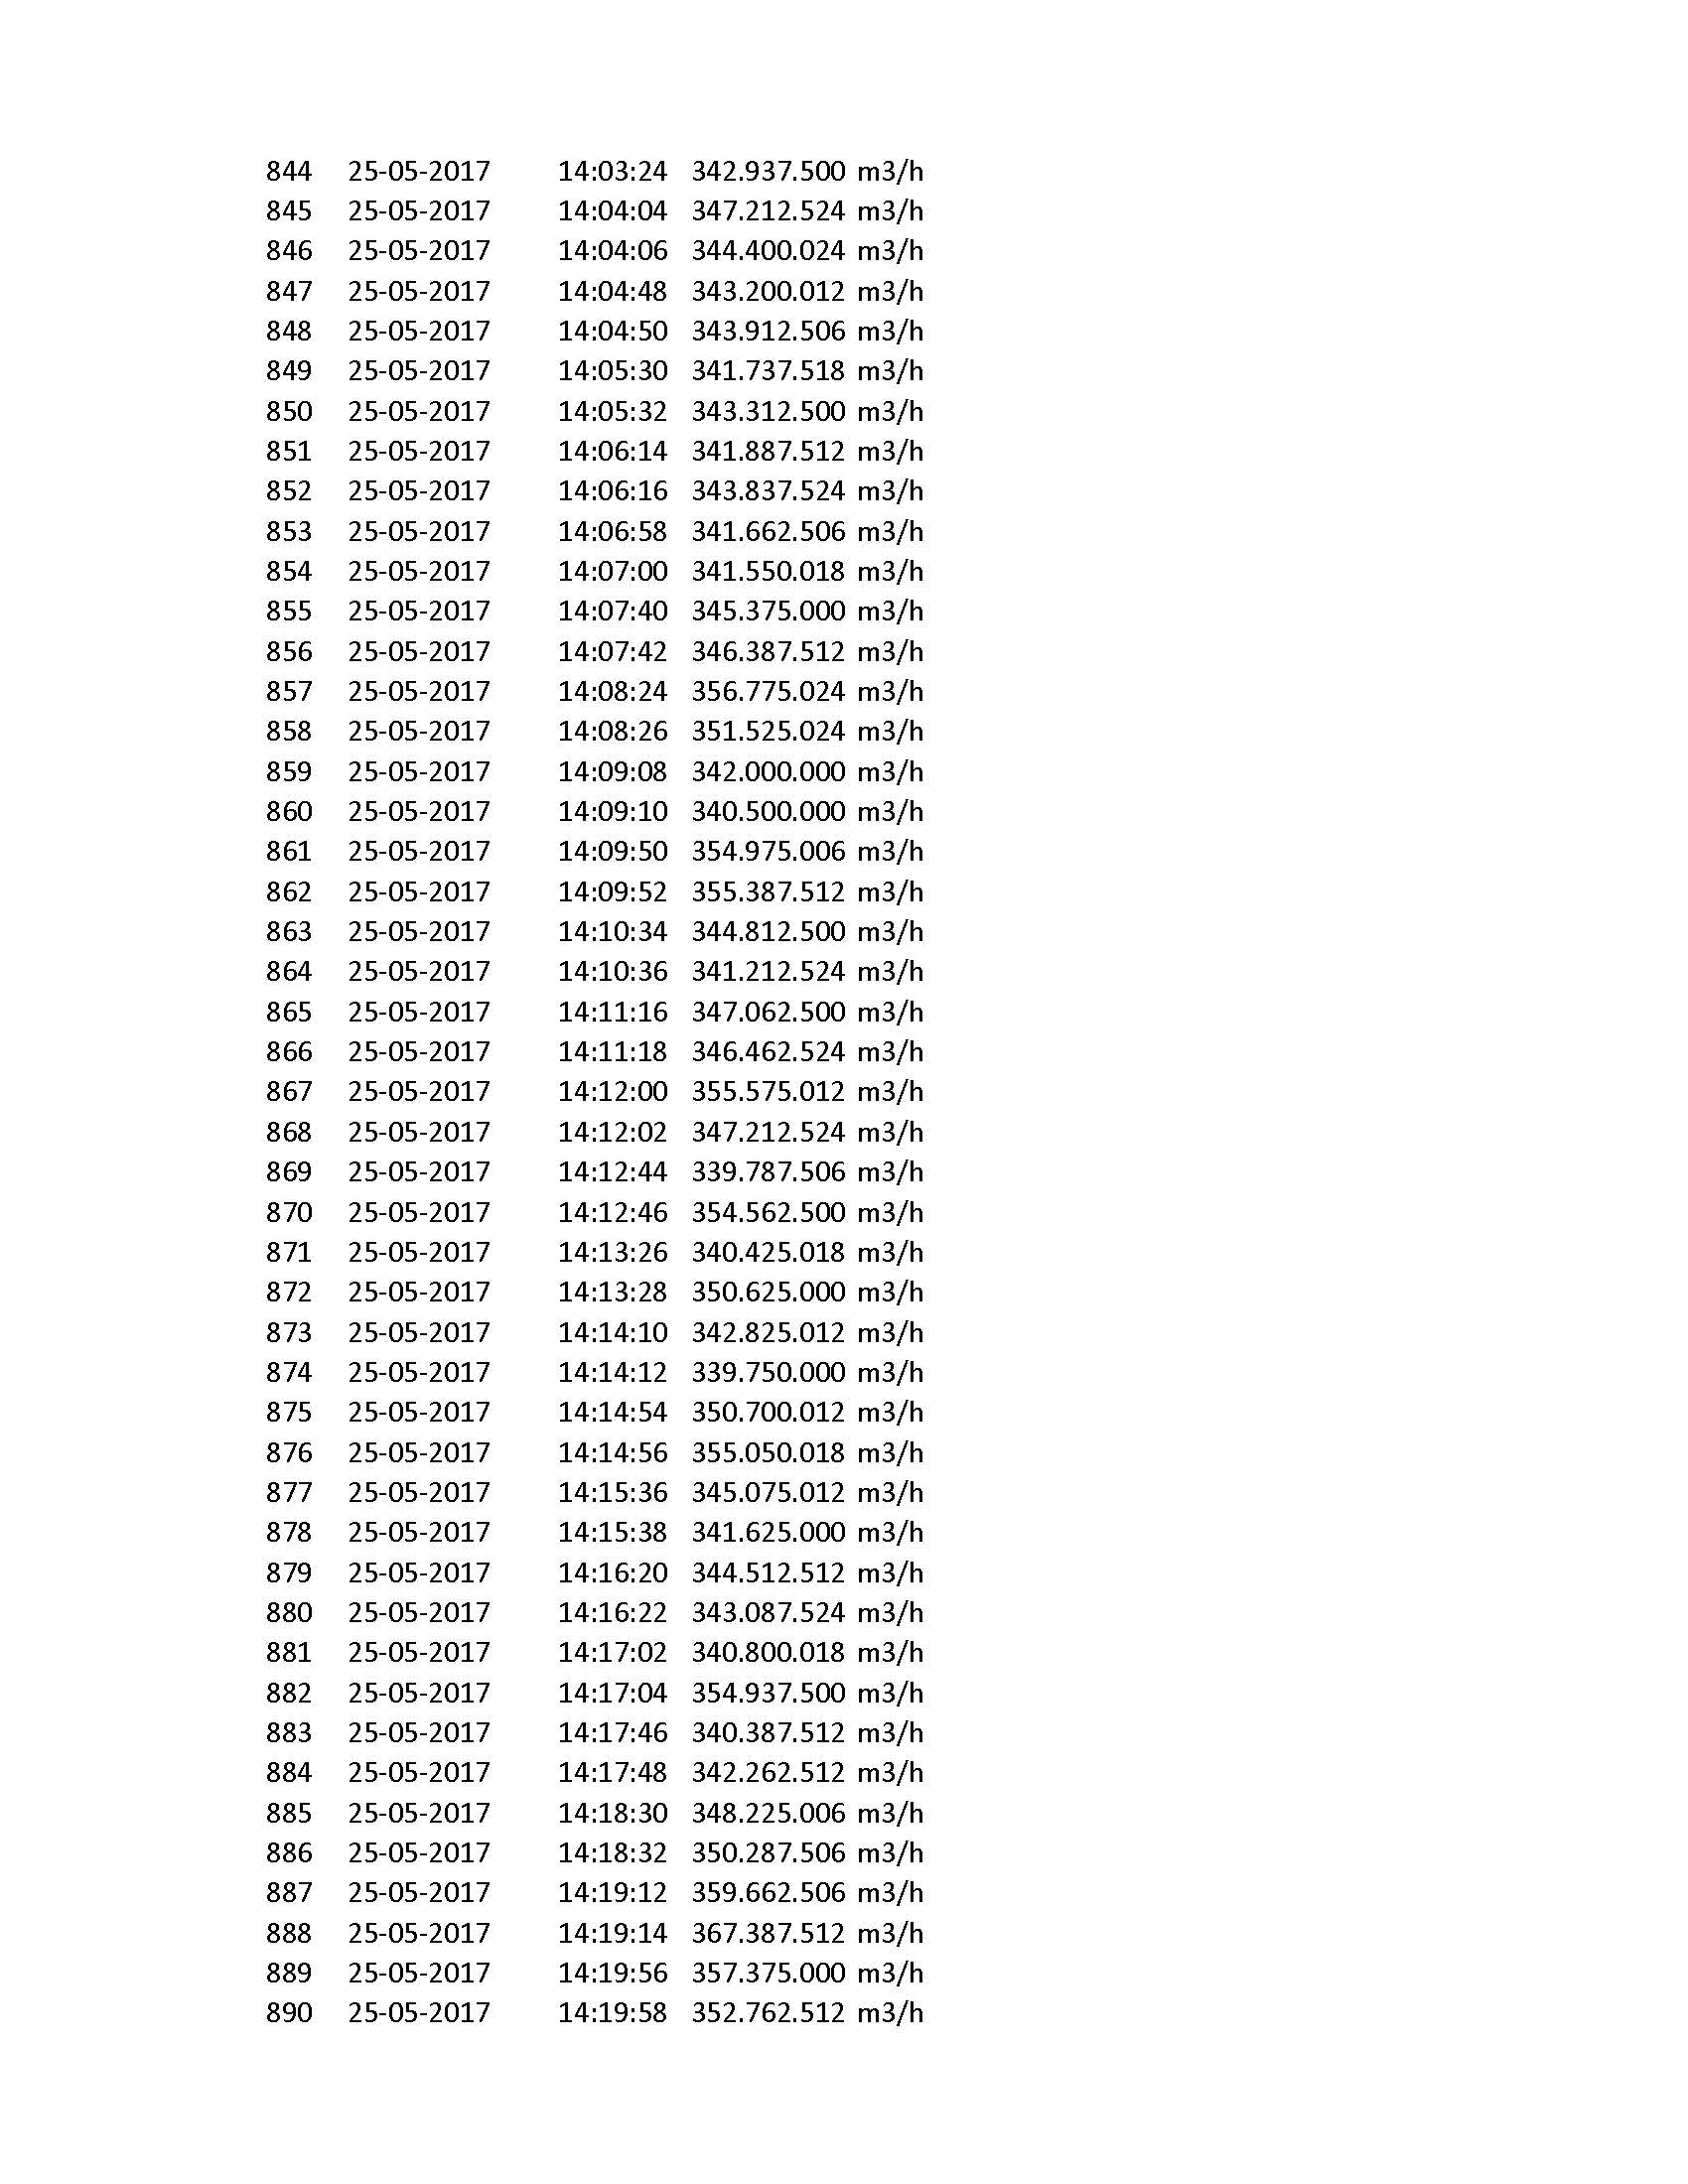 844 25-05-2017 14:03:24 342.937.500 m3/h
845 25-05-2017 14:04:04 347.212.524 m3/h
846 25-05-2017 14:04:06 344.400.024 m3/h
847 25-05-2017 14:04:48 343.200.012 m3/h
848 25-05-2017 14:04:50 343.912.506 m3/h
849 25-05-2017 14:05:30 341.737.518 m3/h
850 25-05-2017 14:05:32 343.312.500 m3/h
851 25-05-2017 14:06:14 341.887.512 m3/h
852 25-05-2017 14:06:16 343.837.524 m3/h
853 25-05-2017 14:06:58 341.662.506 m3/h
854 25-05-2017 14:07:00 341.550.018 m3/h
855 25-05-2017 14:07:40 345.375.000 m3/h
856 25-05-2017 14:07:42 346.387.512 m3/h
857 25-05-2017 14:08:24 356.775.024 m3/h
858 25-05-2017 14:08:26 351.525.024 m3/h
859 25-05-2017 14:09:08 342.000.000 m3/h
860 25-05-2017 14:09:10 340.500.000 m3/h
861 25-05-2017 14:09:50 354.975.006 m3/h
862 25-05-2017 14:09:52 355.387.512 m3/h
863 25-05-2017 14:10:34 344.812.500 m3/h
864 25-05-2017 14:10:36 341.212.524 m3/h
865 25-05-2017 14:11:16 347.062.500 m3/h
866 25-05-2017 14:11:18 346.462.524 m3/h
867 25-05-2017 14:12:00 355.575.012 m3/h
868 25-05-2017 14:12:02 347.212.524 m3/h
869 25-05-2017 14:12:44 339.787.506 m3/h
870 25-05-2017 14:12:46 354.562.500 m3/h
871 25-05-2017 14:13:26 340.425.018 m3/h
872 25-05-2017 14:13:28 350.625.000 m3/h
873 25-05-2017 14:14:10 342.825.012 m3/h
874 25-05-2017 14:14:12 339.750.000 m3/h
875 25-05-2017 14:14:54 350.700.012 m3/h
876 25-05-2017 14:14:56 355.050.018 m3/h
877 25-05-2017 14:15:36 345.075.012 m3/h
878 25-05-2017 14:15:38 341.625.000 m3/h
879 25-05-2017 14:16:20 344.512.512 m3/h
880 25-05-2017 14:16:22 343.087.524 m3/h
881 25-05-2017 14:17:02 340.800.018 m3/h
882 25-05-2017 14:17:04 354.937.500 m3/h
883 25-05-2017 14:17:46 340.387.512 m3/h
884 25-05-2017 14:17:48 342.262.512 m3/h
885 25-05-2017 14:18:30 348.225.006 m3/h
886 25-05-2017 14:18:32 350.287.506 m3/h
887 25-05-2017 14:19:12 359.662.506 m3/h
888 25-05-2017 14:19:14 367.387.512 m3/h
889 25-05-2017 14:19:56 357.375.000 m3/h
890 25-05-2017 14:19:58 352.762.512 m3/h